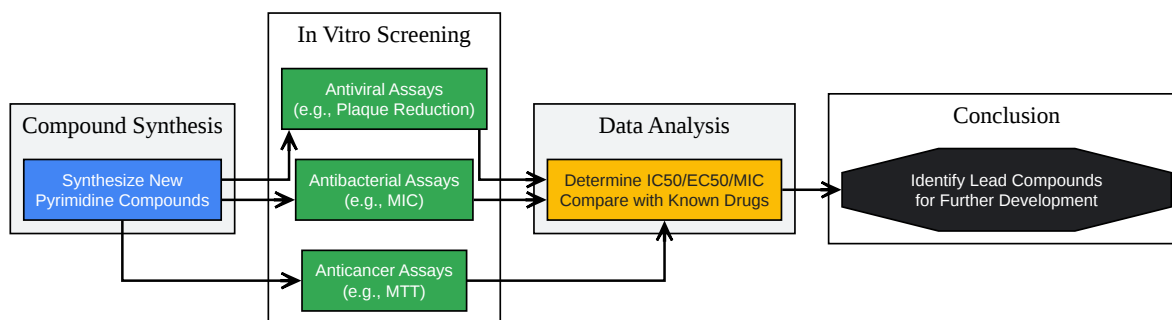 Compound Synthesis
Synthesize New
Pyrimidine Compounds
In Vitro Screening
Antiviral Assays
(e.g., Plaque Reduction)
Antibacterial Assays
(e.g., MIC)
Anticancer Assays
(e.g., MTT)
Data Analysis
Determine IC50/EC50/MIC
Compare with Known Drugs
Conclusion
Identify Lead Compounds
for Further Development